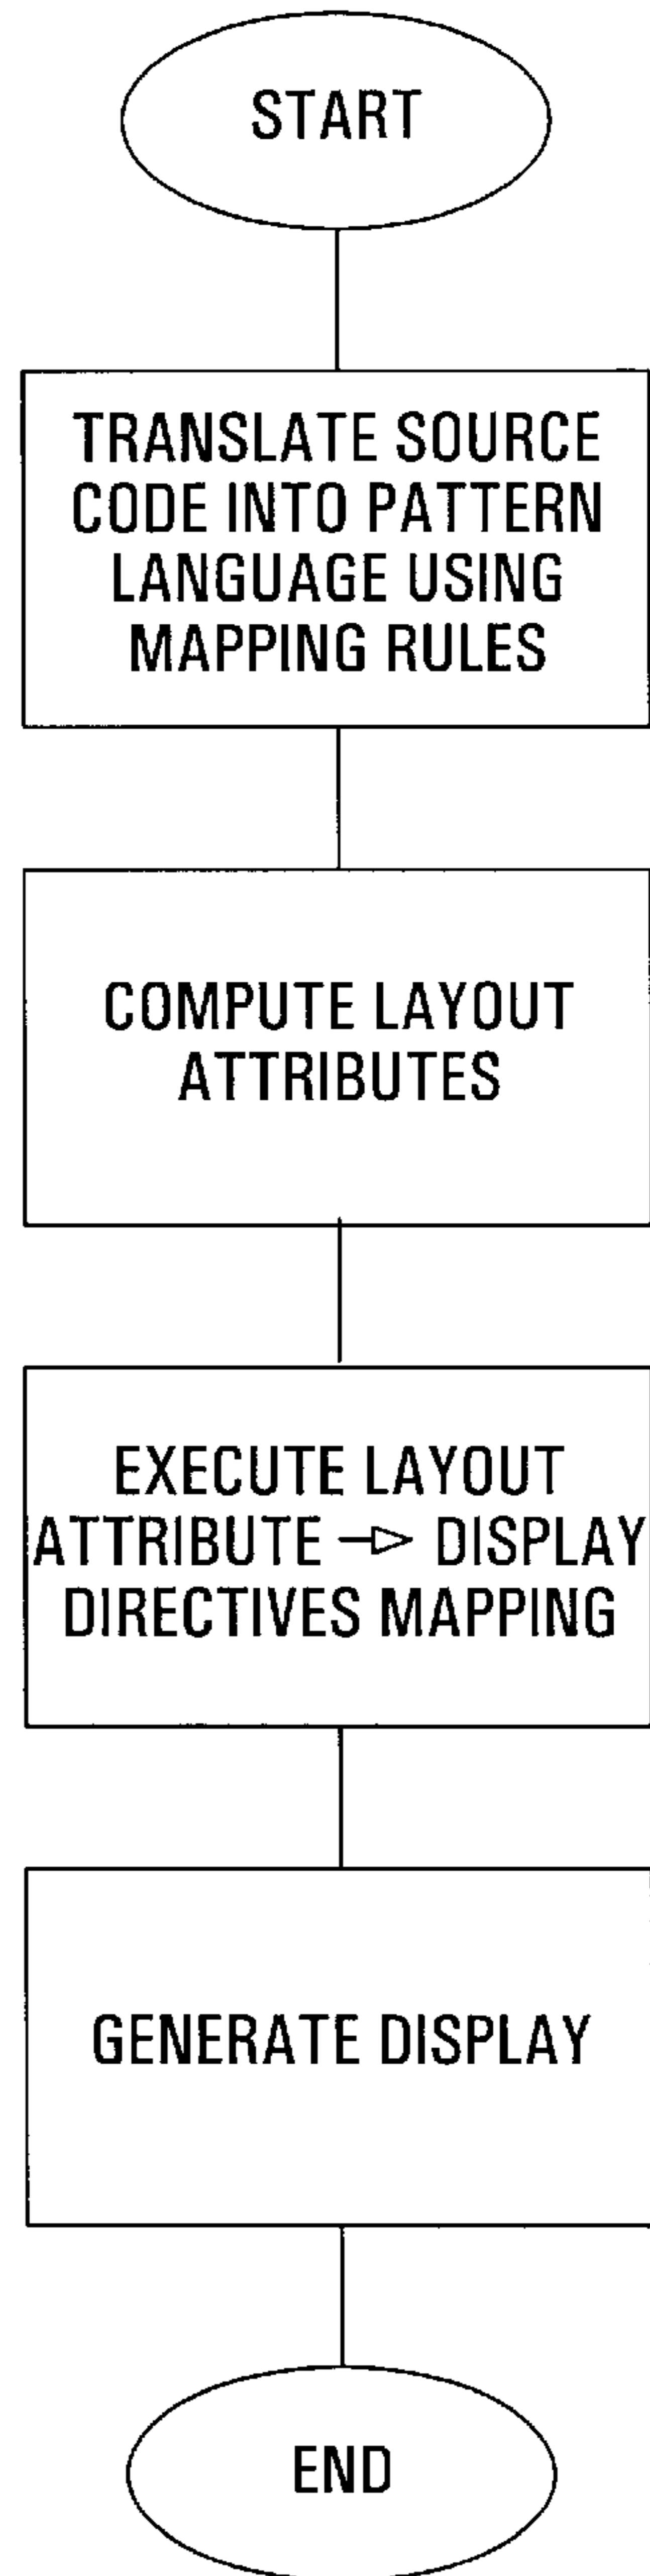 START
TRANSLATE SOURCE
CODE INTO PATTERN
LANGUAGE USING
MAPPING RULES
COMPUTE LAYOUT
ATTRIBUTES
EXECUTE LAYOUT
ATTRIBUTE → DISPLAY
DIRECTIVES MAPPING
GENERATE DISPLAY
END